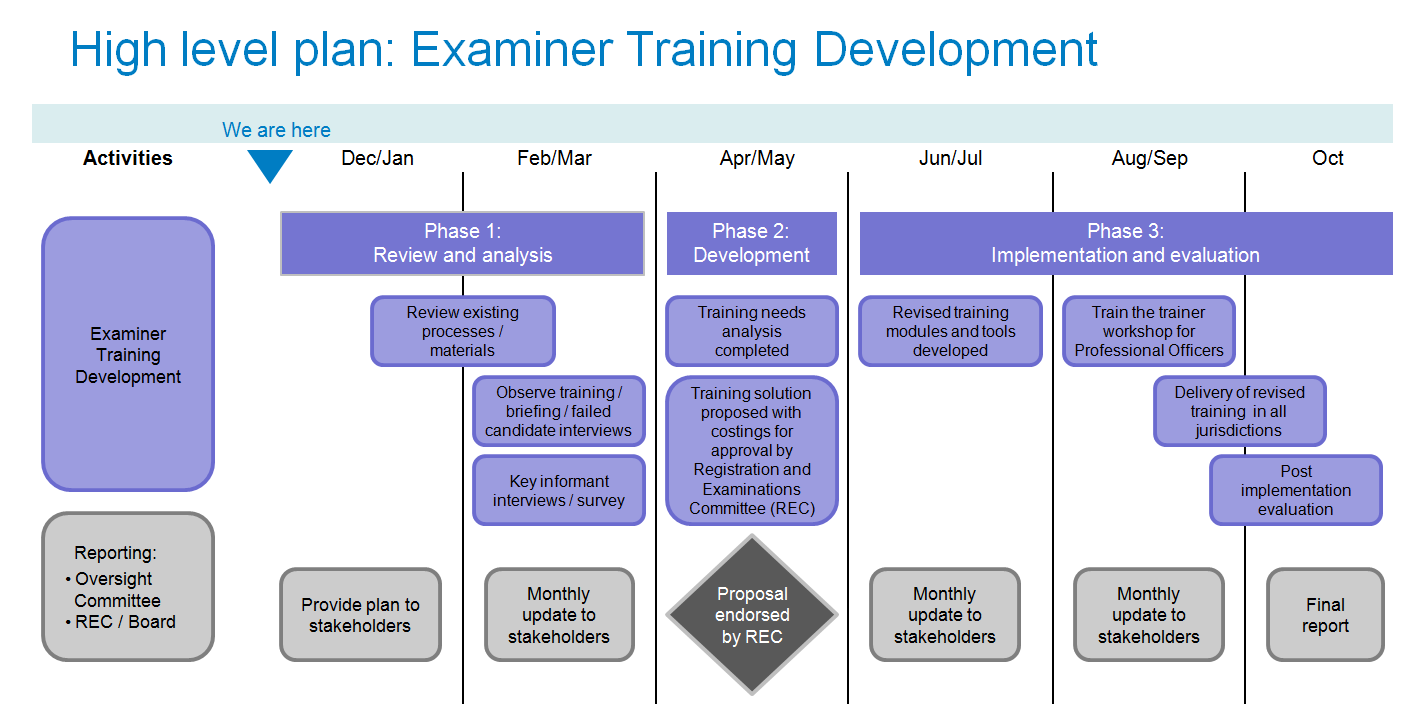 High level plan: Examiner Training Development
We are here
Activities
Dec/Jan
Feb/Mar
Apr/May
Jun/Jul
Aug/Sep
Oct
Phase 1:
Review and analysis
Phase 2:
Development
Phase 3:
Implementation and evaluation
Examiner
Training
Development
Review existing
processes /
materials
Observe training /
briefing / failed
candidate interviews
Key informant
interviews / survey
Training needs
analysis
completed
Training solution
proposed with
costings for
approval by
Registration and
Examinations
Committee (REC)
Revised training
modules and tools
developed
Train the trainer
workshop for
Professional Officers
Delivery of revised
training in all
jurisdictions
Post
implementation
evaluation
Reporting:
• Oversight
Committee
• REC / Board
Provide plan to
stakeholders
Monthly
update to
stakeholders
Proposal
endorsed
by REC
Monthly
update to
stakeholders
Monthly
update to
stakeholders
Final
report